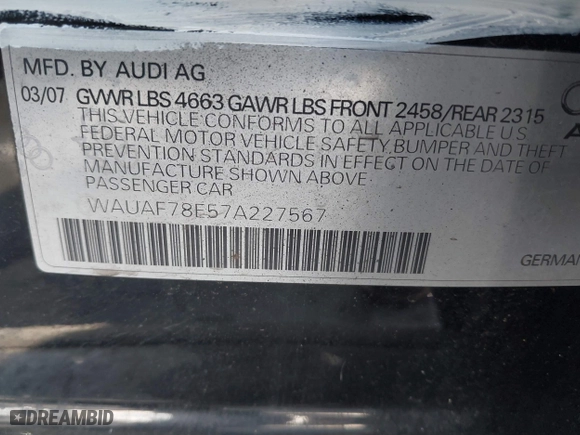 MFD. BY AUDI AG
03/07 GVWR LBS 4663 GAWR LBS FRONT 2458/REAR 2315
THIS VEHICLE CONFORMS TO ALL APPLICABLE U S
FEDERAL MOTOR VEHICLE SAFETY,BUMPER AND THEFT
PREVENTION STANDARDS IN EFFECT ON THE DATE OF
MANUFACTURE SHOWN ABOVE
PASSENGER CAR
WAUAF78E57A227567
GERMAN
DREAMBID